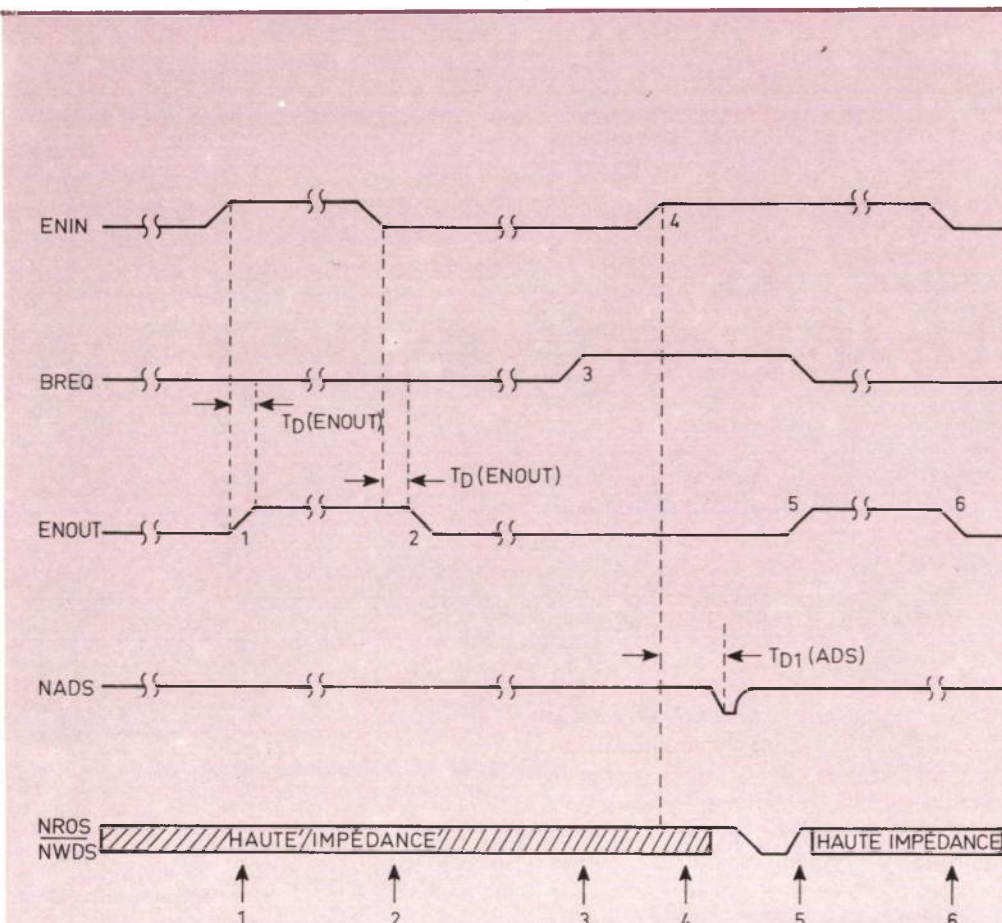 ENIN
4
BREQ
3
TD(ENOUT)
TD(ENOUT)
ENOUT
1
2
5
6
NADS
TD1(ADS)
NROS
NWDS
HAUTE IMPÉDANCE
HAUTE IMPÉDANCE
1
2
3
4
5
6